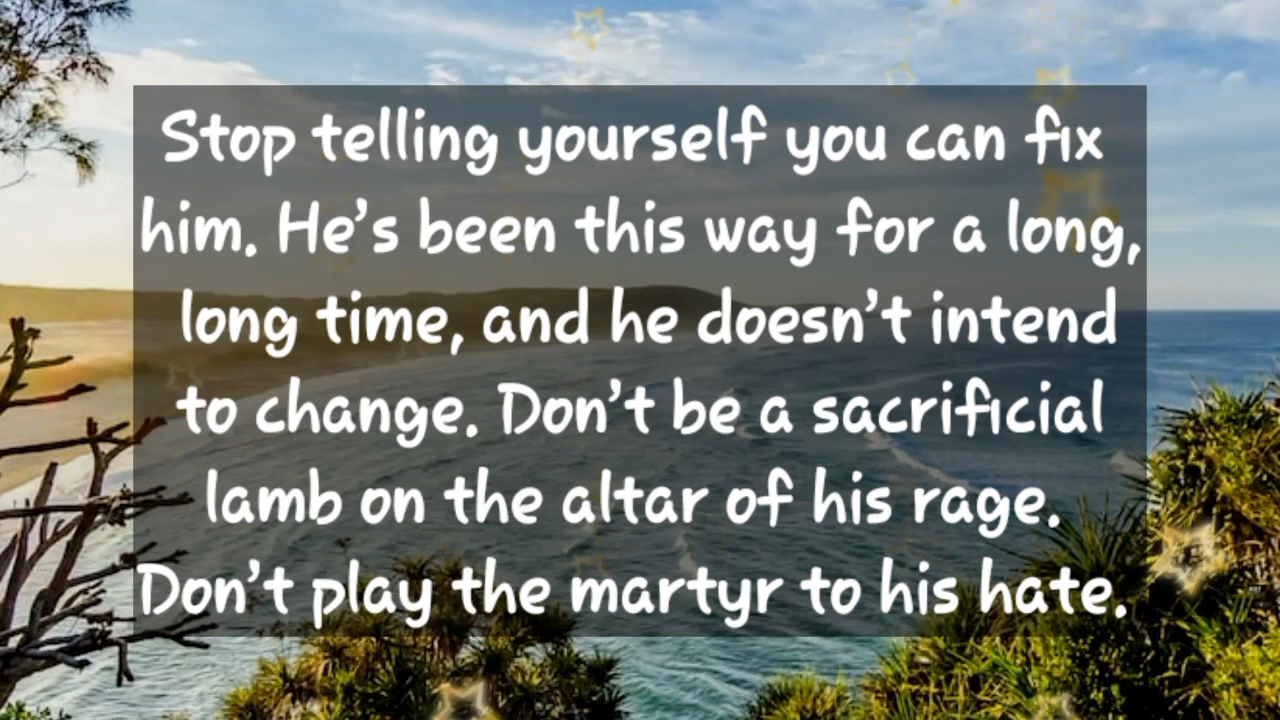 Stop telling yourself you can fix
him. He’s been this way for a long,
long time, and he doesn’t intend
to change. Don’t be a sacrificial
lamb on the altar of his rage.
Don’t play the martyr to his hate.